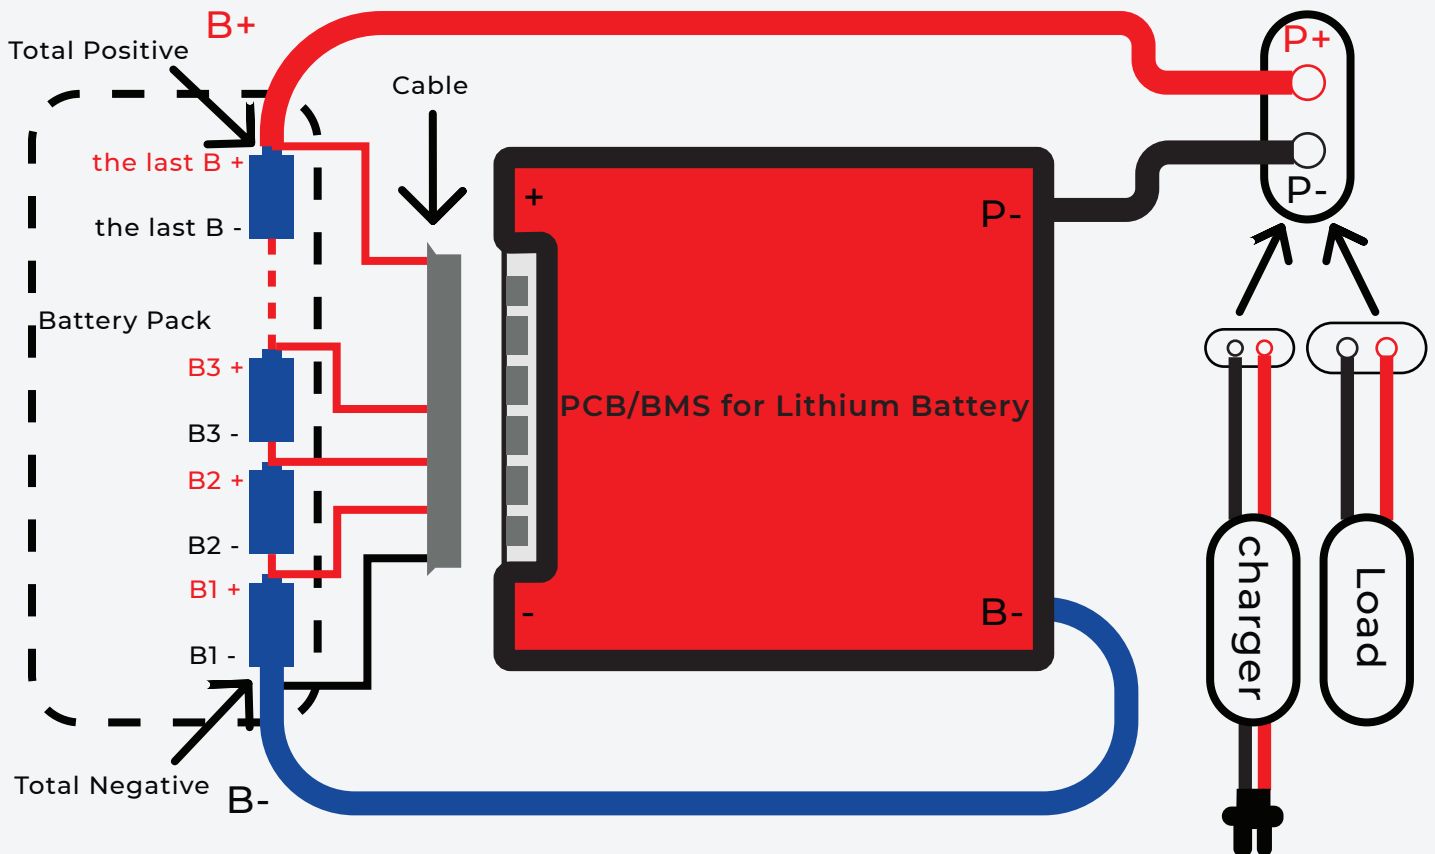 B+
Total Positive
Cable
P+
P-
the last B +
the last B -
+
P-
Battery Pack
B3 +
B3 -
PCB/BMS for Lithium Battery
B2 +
B2 -
B1 +
B1 -
-
B-
charger
Load
Total Negative
B-